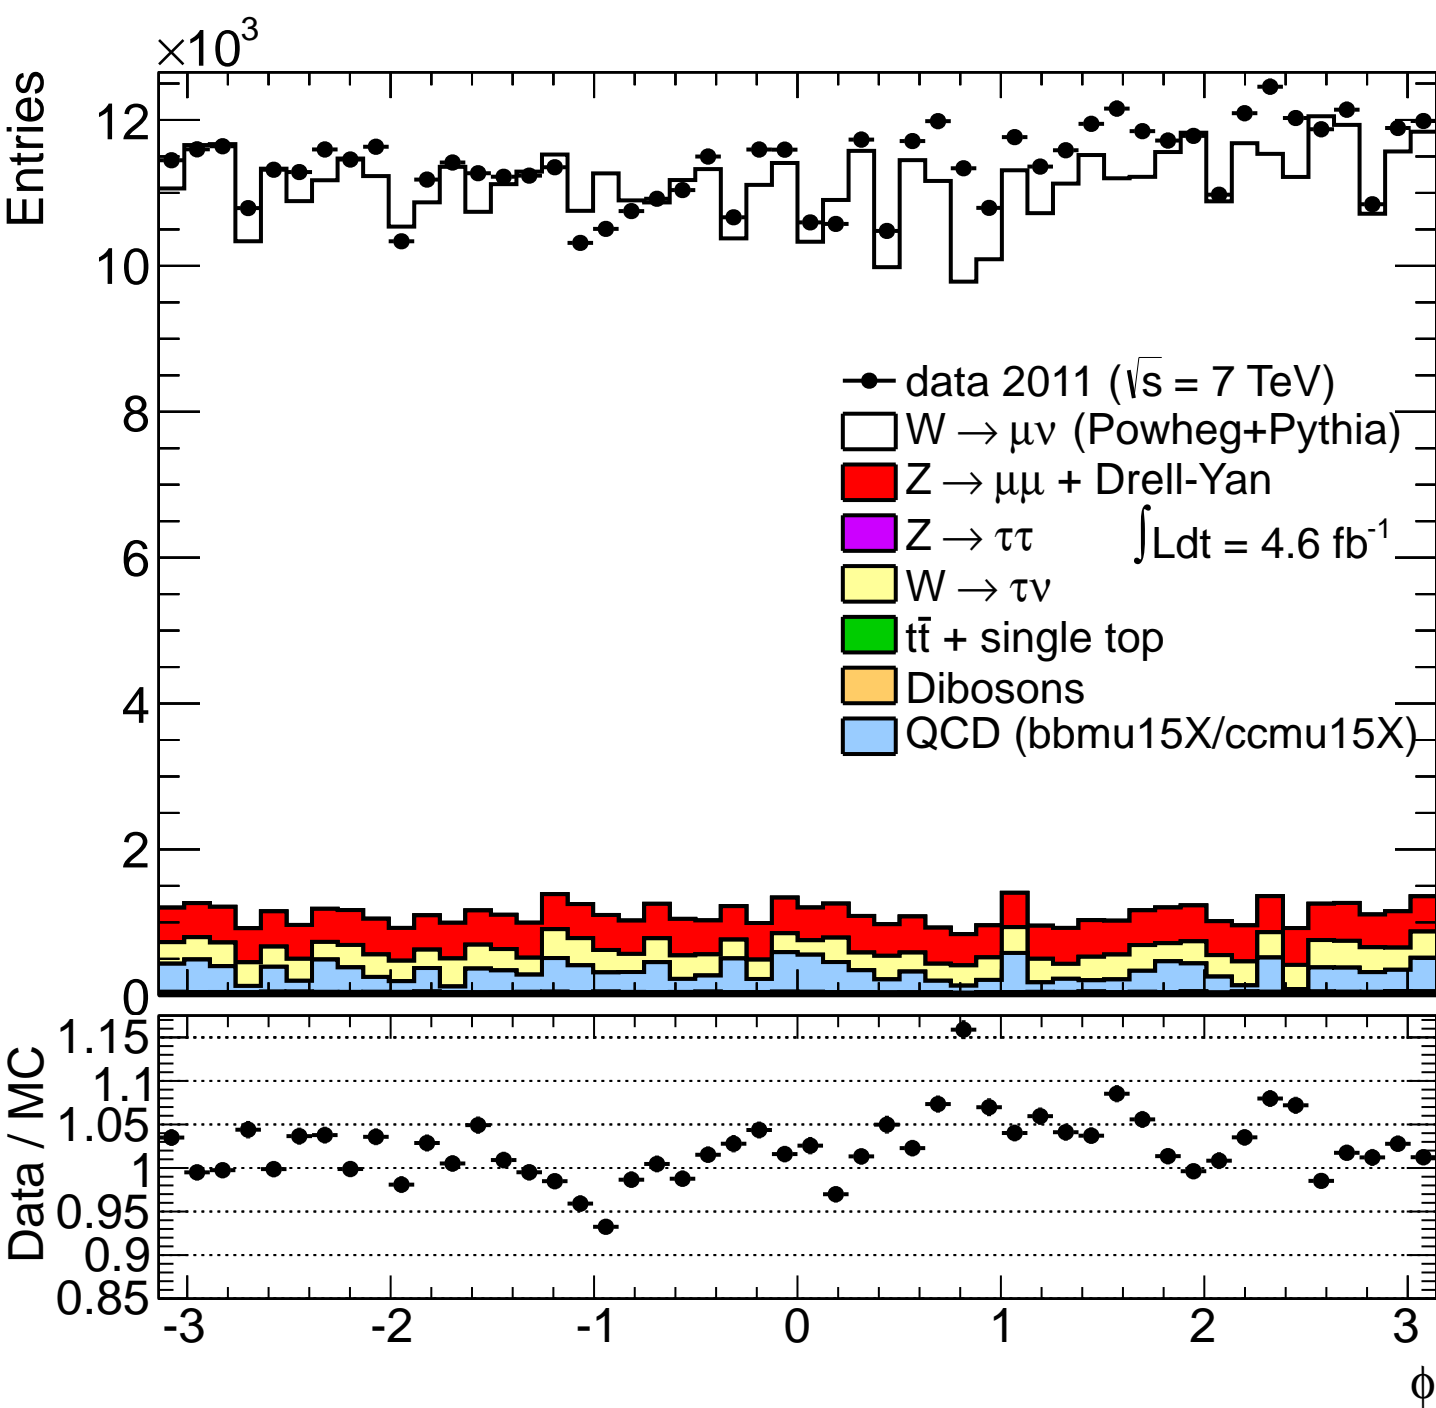 ×10³
Entries
12
10
8
6
4
2
0
data 2011 (√s = 7 TeV)
W → μν (Powheg+Pythia)
Z → μμ + Drell-Yan
Z → ττ
∫Ldt = 4.6 fb⁻¹
W → τν
tt̄ + single top
Dibosons
QCD (bbmu15X/ccmu15X)
Data / MC
1.15
1.1
1.05
1
0.95
0.9
0.85
-3 -2 -1 0 1 2 3
ϕ